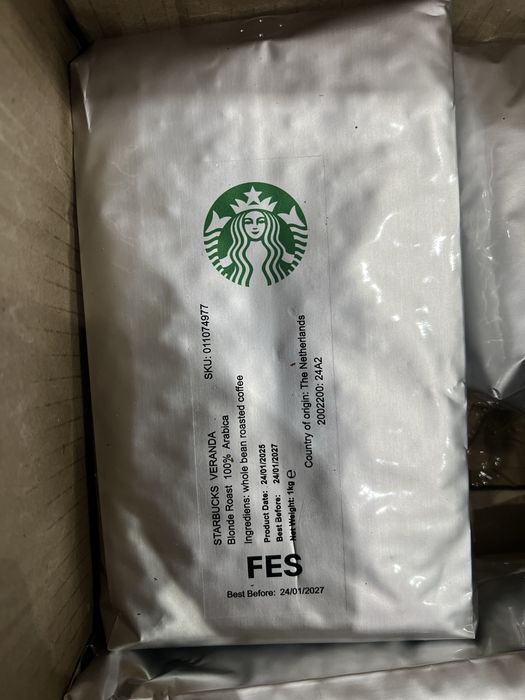 STARBUCKS VERANDA SKU: 011074977
Blonde Roast 100% Arabica
Ingrediens: whole bean roasted coffee
Product Date: 24/01/2025
Best Before: 24/01/2027
Net Weight: 1kg ℮
Country of origin: The Netherlands
2002200: 24A2
FES
Best Before: 24/01/2027